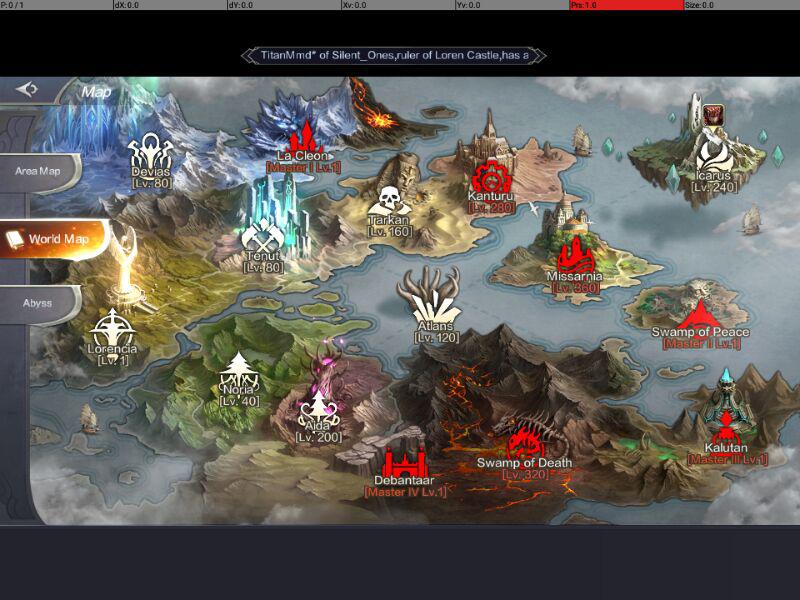 P: 0 / 1
dX: 0.0
dY: 0.0
Xv: 0.0
Yv: 0.0
Prs: 1.0
Size: 0.0
TitanMmd* of Silent_Ones,ruler of Loren Castle,has a
Map
Area Map
World Map
Abyss
Devias
[Lv. 80]
La Cleon
[Master I Lv.1]
Tarkan
[Lv. 160]
Kanturu
[Lv. 280]
Icarus
[Lv. 240]
Tenut
[Lv. 80]
Missarnia
[Lv. 360]
Lorencia
[Lv. 1]
Atlans
[Lv. 120]
Swamp of Peace
[Master II Lv.1]
Noria
[Lv. 40]
Aida
[Lv. 200]
Debantaar
[Master IV Lv.1]
Swamp of Death
[Lv. 320]
Kalutan
[Master III Lv.1]